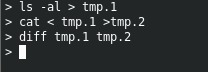 > ls -al > tmp.1
> cat < tmp.1 >tmp.2
> diff tmp.1 tmp.2
>